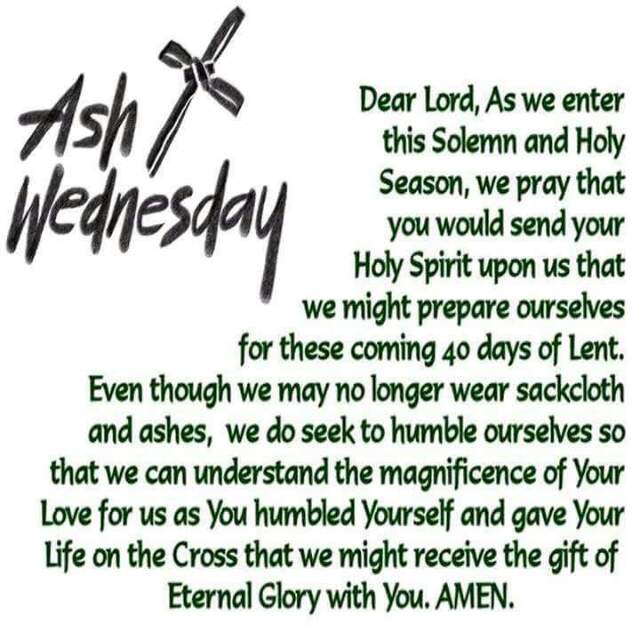 Ash
Wednesday
Dear Lord, As we enter
this Solemn and Holy
Season, we pray that
you would send your
Holy Spirit upon us that
we might prepare ourselves
for these coming 40 days of Lent.
Even though we may no longer wear sackcloth
and ashes, we do seek to humble ourselves so
that we can understand the magnificence of Your
Love for us as You humbled Yourself and gave Your
Life on the Cross that we might receive the gift of
Eternal Glory with You. AMEN.